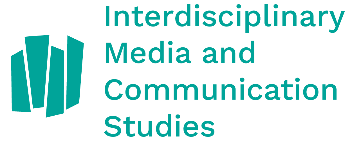 Interdisciplinary
Media and
Communication
Studies